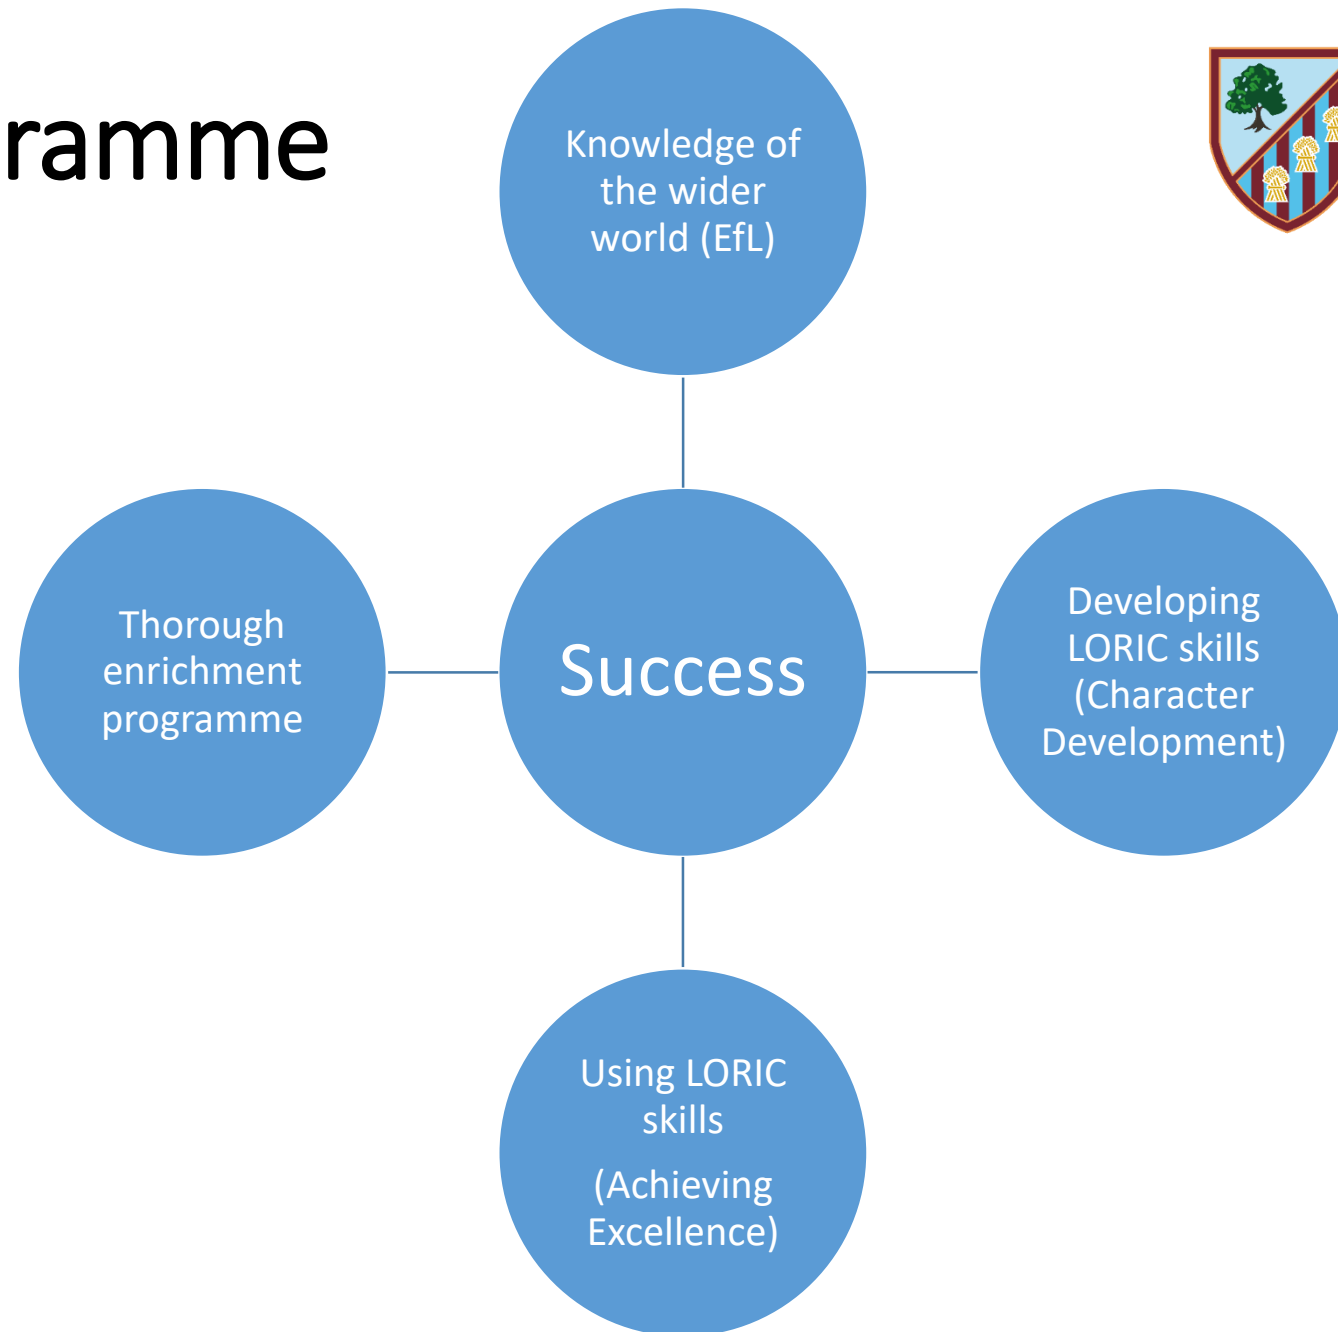 ramme
Knowledge of
the wider
world (EfL)
Thorough
enrichment
programme
Success
Developing
LORIC skills
(Character
Development)
Using LORIC
skills
(Achieving
Excellence)